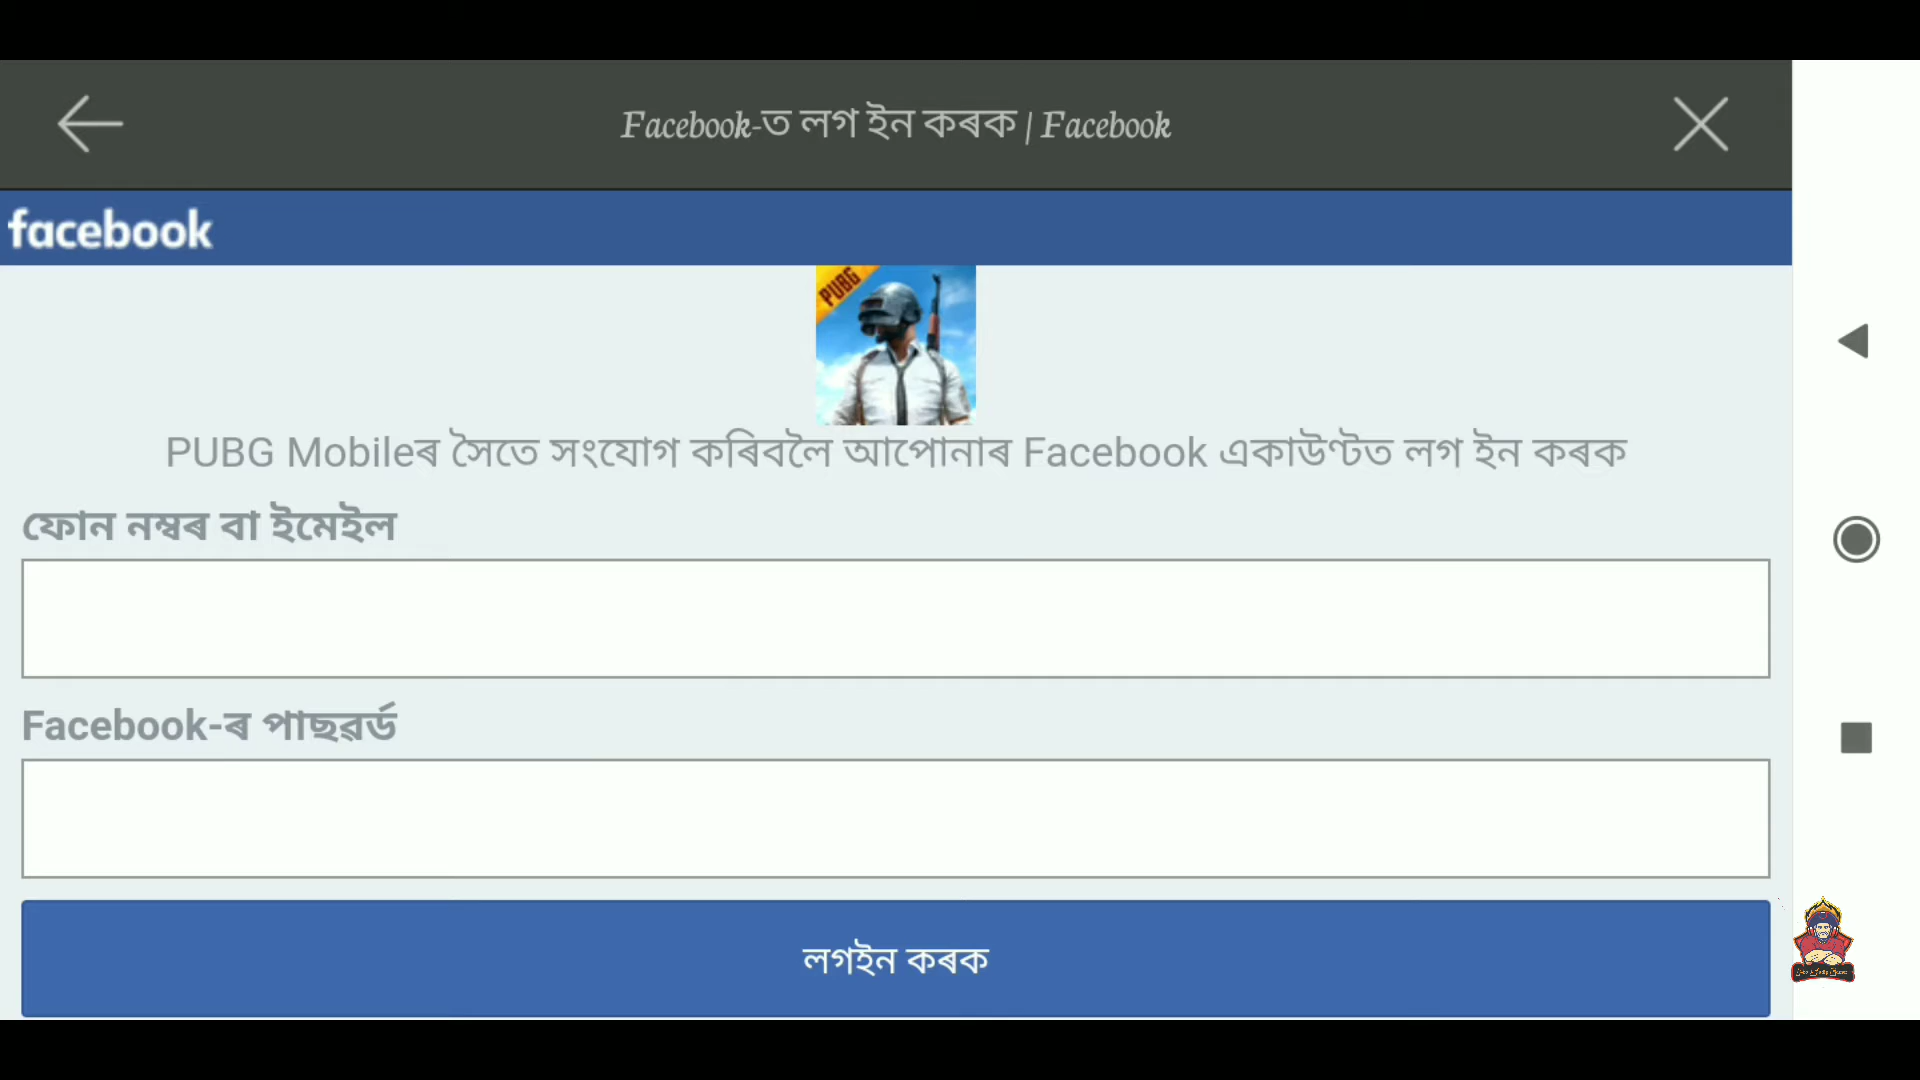 Facebook-ত লগ ইন কৰক | Facebook
facebook
PUBG
PUBG Mobileৰ সৈতে সংযোগ কৰিবলৈ আপোনাৰ Facebook একাউণ্টত লগ ইন কৰক
ফোন নম্বৰ বা ইমেইল
Facebook-ৰ পাছৱৰ্ড
লগইন কৰক